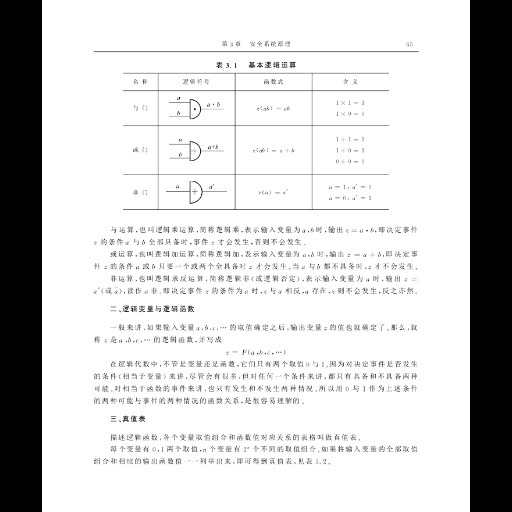 第 3 章 安全系统原理 65
表 3.1 基本逻辑运算
名 称 逻辑符号 函数式 含 义
与 门 a b a·b z(ab) = ab 1×1 = 1
1×0 = 1
或 门 a b a+b z(ab) = a+b 1+1 = 1
1+0 = 1
0+0 = 1
非 门 a a′ z(a) = a′ a = 1, a′ = 1
a = 0, a′ = 1
与运算,也叫逻辑乘运算,简称逻辑乘,表示输入变量为 a,b 时,输出 z = a·b,即决定事件
z 的条件 a 与 b 全部具备时,事件 z 才会发生,否则不会发生。
或运算,也叫逻辑加运算,简称逻辑加,表示输入变量为 a,b 时,输出 z = a + b,即决定事
件 z 的条件 a 或 b 只要一个或两个全具备时 z 才会发生。当 a 与 b 都不具备时,z 才不会发生。
非运算,也叫逻辑求反运算,简称逻辑非(或逻辑否定),表示输入变量为 a 时,输出 z =
a′(或 a̅),读作 a 非。即决定事件 z 的条件为 a 时,z 与 a 相反,a 存在,z 则不会发生,反之亦然。
二、逻辑变量与逻辑函数
一般来讲,如果输入变量 a,b,c,… 的取值确定之后,输出变量 z 的值也就确定了。那么,就
称 z 是 a,b,c,… 的逻辑函数,并写成
z = F(a,b,c,…)
在逻辑代数中,不管是变量还是函数,它们只有两个取值 0 与 1。因为对决定事件是否发生
的条件(相当于变量)来讲,尽管会有很多,但对任何一个条件来讲,都只有具备和不具备两种
可能。对相当于函数的事件来讲,也只有发生和不发生两种情况。所以用 0 与 1 作为上述条件
的两种可能与事件的两种情况的函数关系,是很容易理解的。
三、真值表
描述逻辑函数,各个变量取值组合和函数值对应关系的表格叫做真值表。
每个变量有 0,1 两个取值,n 个变量有 2ⁿ 个不同的取值组合。如果将输入变量的全部取值
组合和相应的输出函数值一一列举出来,即可得到真值表,见表 3.2。